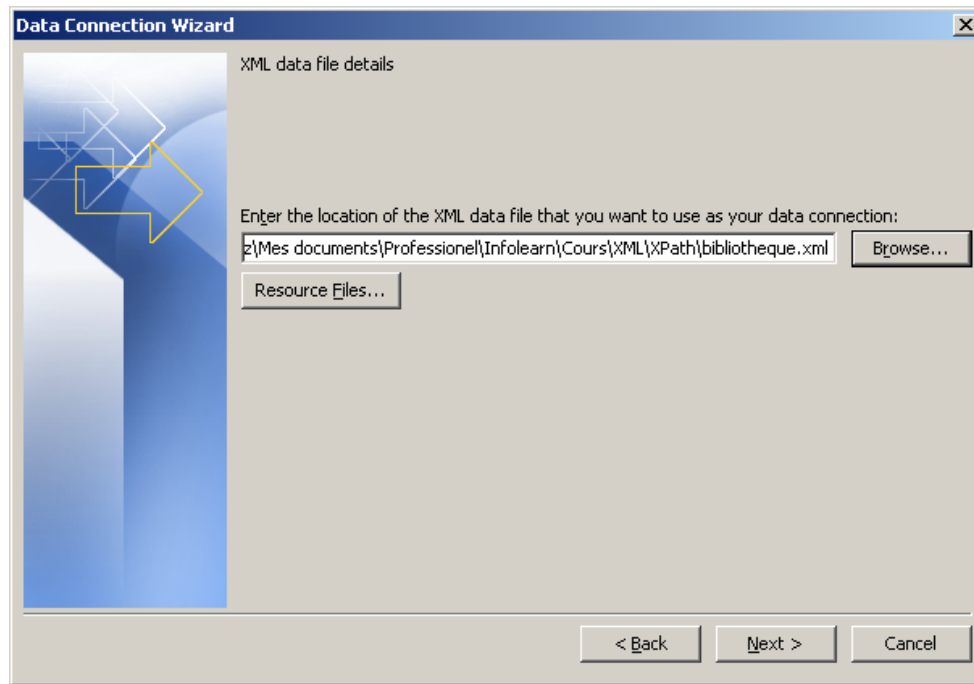 Data Connection Wizard
XML data file details
Enter the location of the XML data file that you want to use as your data connection:
z\Mes documents\Professionel\Infolearn\Cours\XML\XPath\bibliotheque.xml
Browse...
Resource Files...
< Back
Next >
Cancel